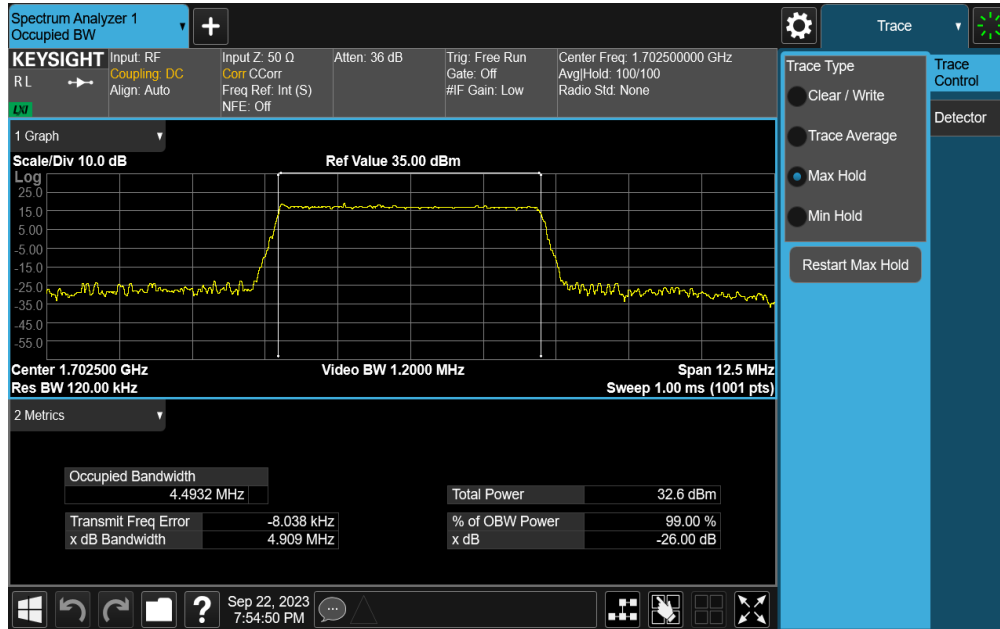 Spectrum Analyzer 1
Occupied BW
+
Trace
KEYSIGHT
RL
LXI
Input: RF
Coupling: DC
Align: Auto
Input Z: 50 Ω
Corr CCorr
Freq Ref: Int (S)
NFE: Off
Atten: 36 dB
Trig: Free Run
Gate: Off
#IF Gain: Low
Center Freq: 1.702500000 GHz
Avg|Hold: 100/100
Radio Std: None
Trace Type
Clear / Write
Trace Average
Max Hold
Min Hold
Restart Max Hold
Trace
Control
Detector
1 Graph
Scale/Div 10.0 dB
Ref Value 35.00 dBm
Log
25.0
15.0
5.00
-5.00
-15.0
-25.0
-35.0
-45.0
-55.0
Center 1.702500 GHz
Video BW 1.2000 MHz
Span 12.5 MHz
Res BW 120.00 kHz
Sweep 1.00 ms (1001 pts)
2 Metrics
Occupied Bandwidth
4.4932 MHz
Total Power 32.6 dBm
Transmit Freq Error -8.038 kHz
% of OBW Power 99.00 %
x dB Bandwidth 4.909 MHz
x dB -26.00 dB
?
Sep 22, 2023
7:54:50 PM